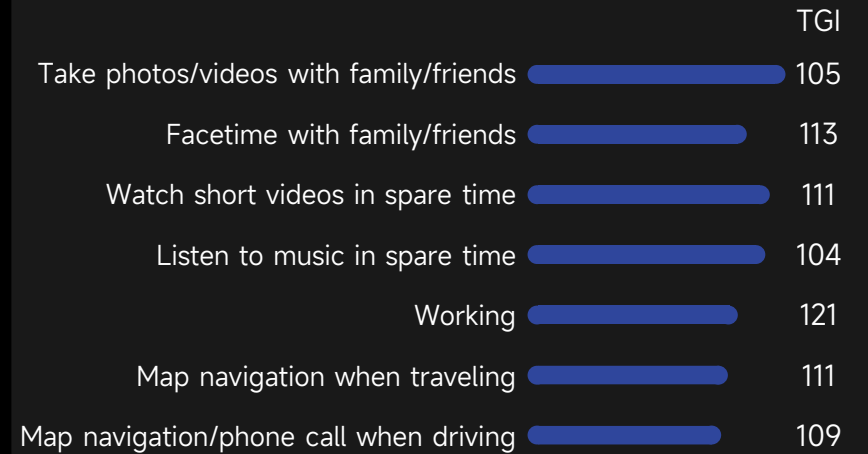 TGI
Take photos/videos with family/friends 105
Facetime with family/friends 113
Watch short videos in spare time 111
Listen to music in spare time 104
Working 121
Map navigation when traveling 111
Map navigation/phone call when driving 109